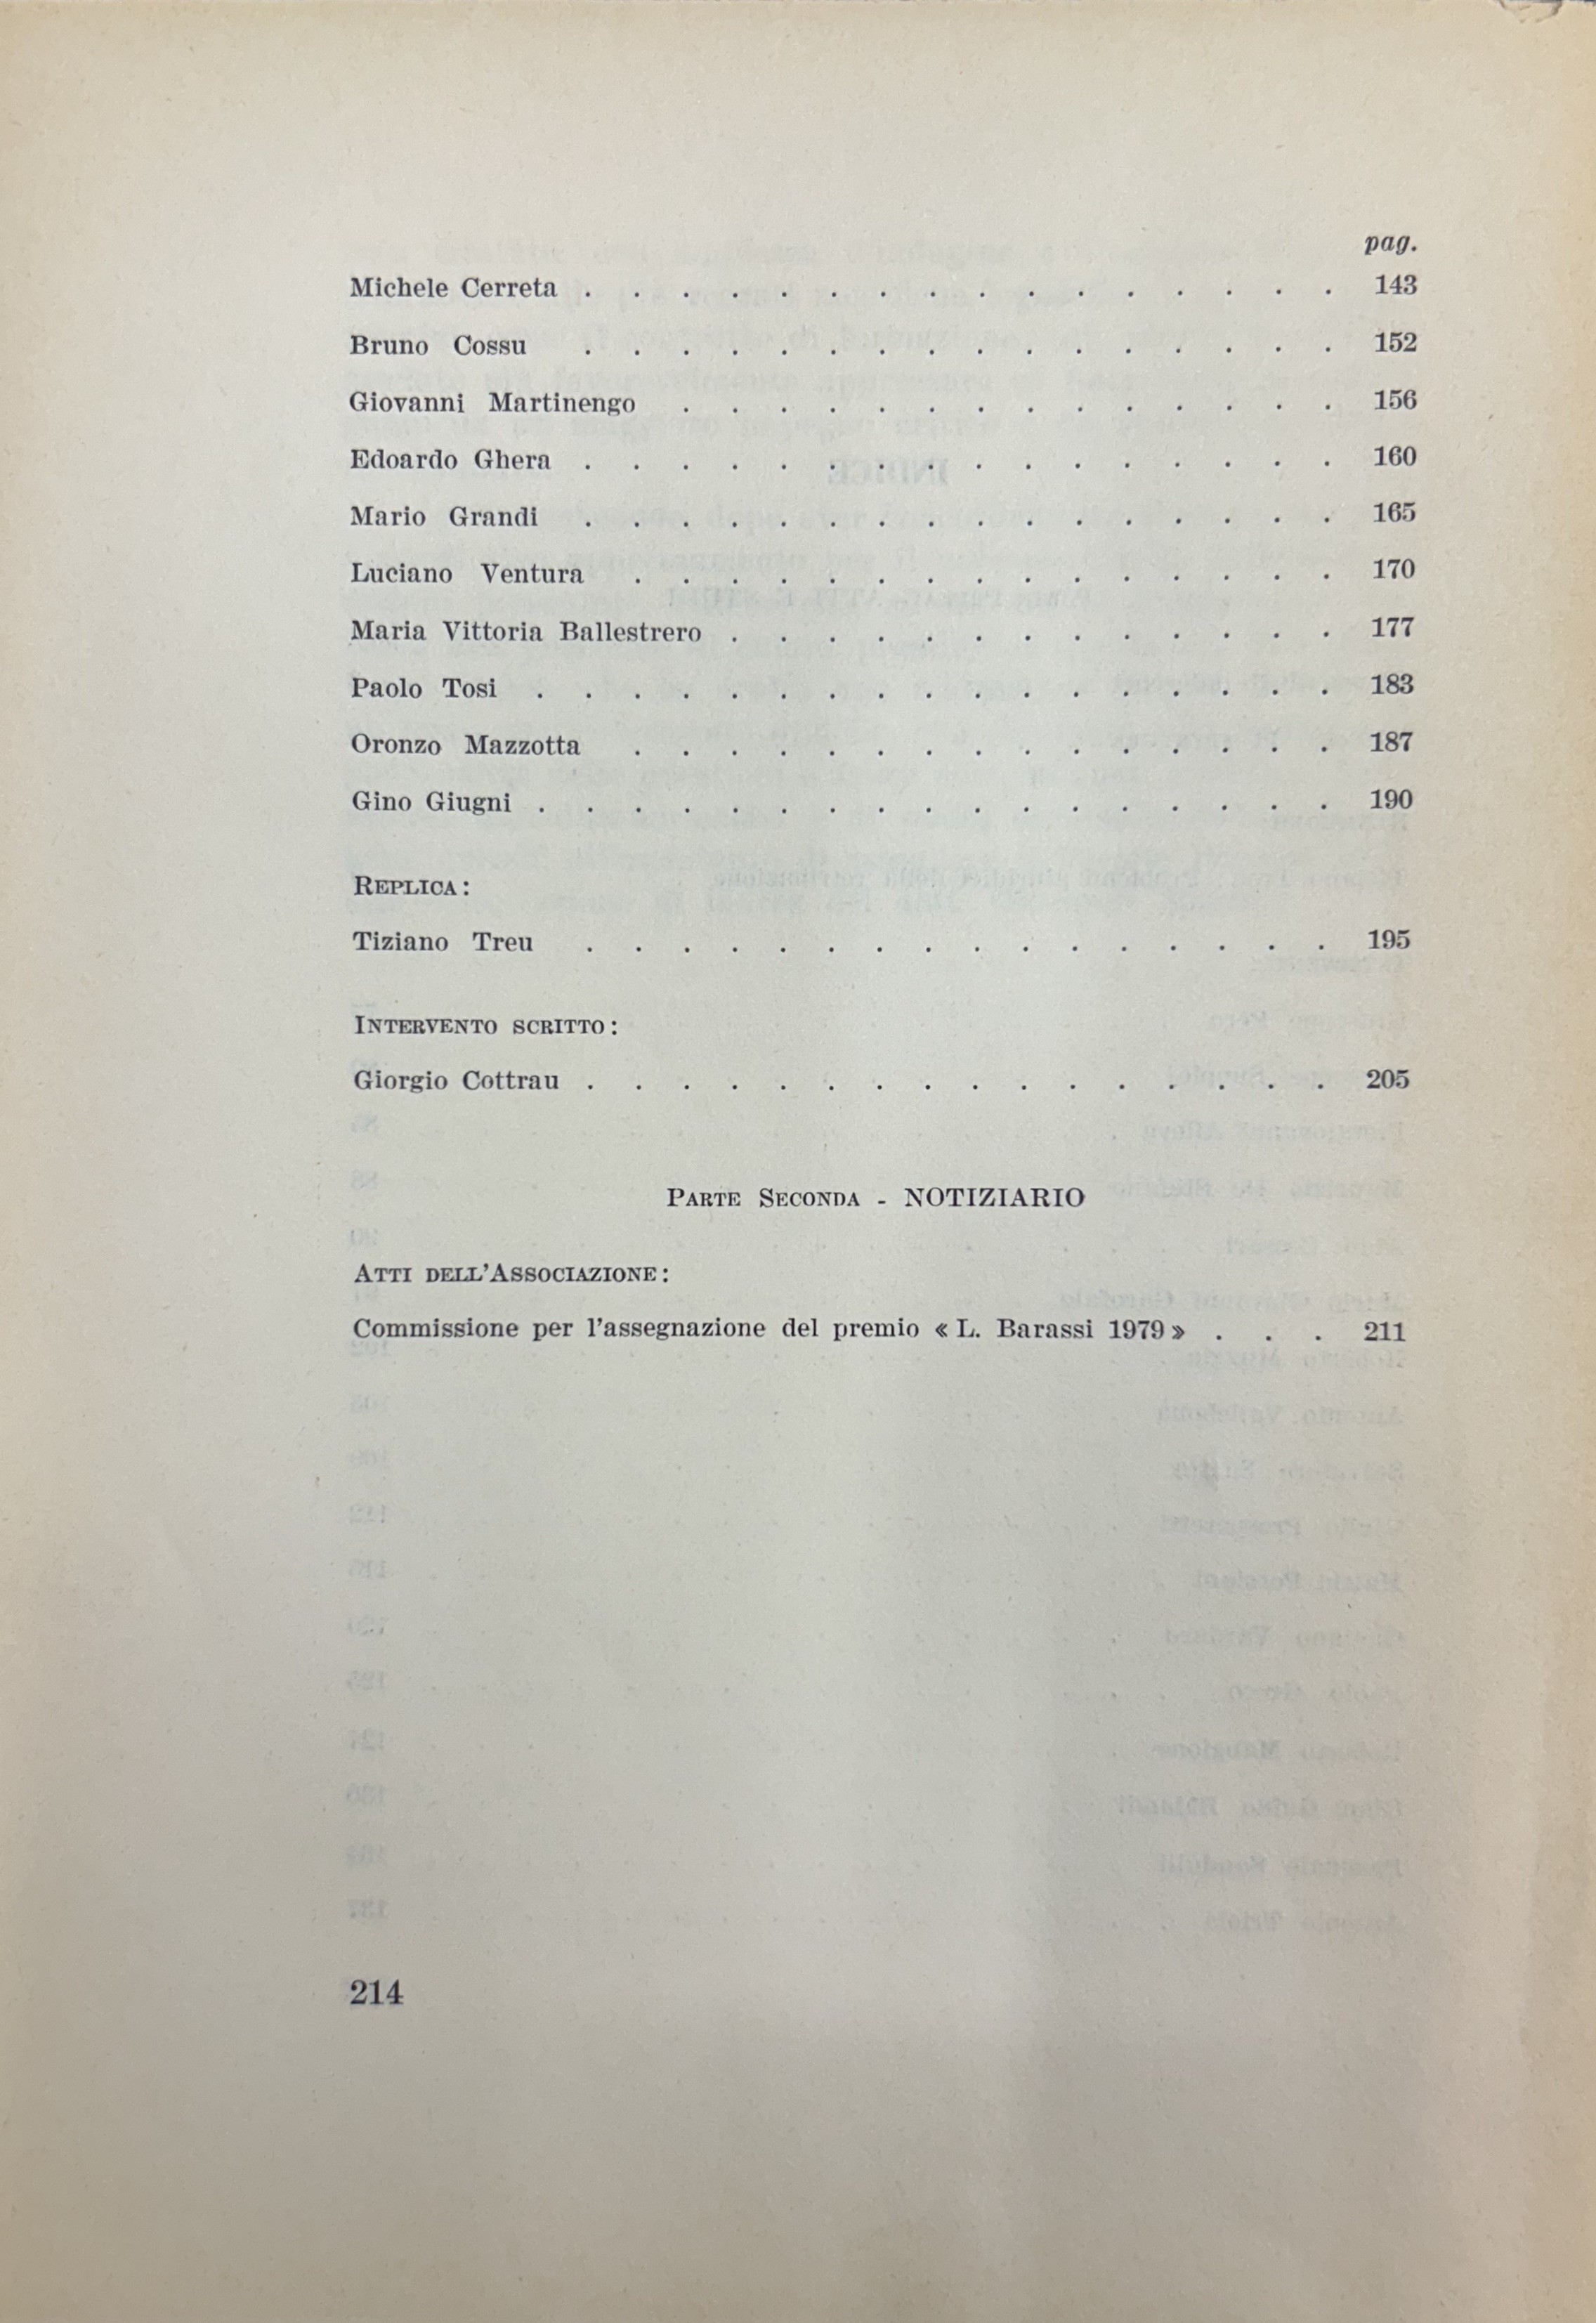 pag.
Michele Cerreta . . . . . . . . . . . . . . . . 143
Bruno Cossu . . . . . . . . . . . . . . . . 152
Giovanni Martinengo . . . . . . . . . . . . . . 156
Edoardo Ghera . . . . . . . . . . . . . . . . 160
Mario Grandi . . . . . . . . . . . . . . . . 165
Luciano Ventura . . . . . . . . . . . . . . . 170
Maria Vittoria Ballestrero . . . . . . . . . . . . . 177
Paolo Tosi . . . . . . . . . . . . . . . . . 183
Oronzo Mazzotta . . . . . . . . . . . . . . . 187
Gino Giugni . . . . . . . . . . . . . . . . . 190
REPLICA:
Tiziano Treu . . . . . . . . . . . . . . . . 195
INTERVENTO SCRITTO:
Giorgio Cottrau . . . . . . . . . . . . . . . . 205
PARTE SECONDA - NOTIZIARIO
ATTI DELL'ASSOCIAZIONE:
Commissione per l'assegnazione del premio « L. Barassi 1979 » . . . 211
214